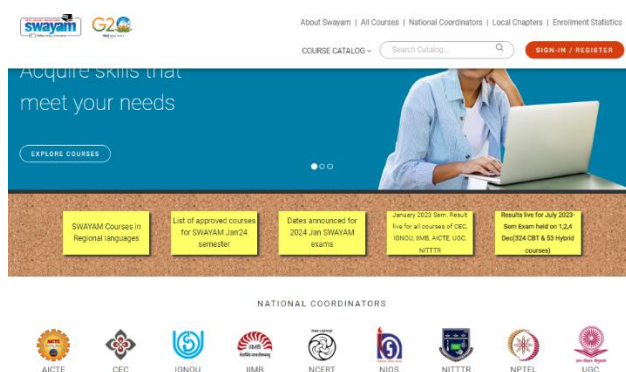 swayam
G20
About Swayam | All Courses | National Coordinators | Local Chapters | Enrollment Statistics
COURSE CATALOG
Search Catalog...
SIGN-IN / REGISTER
Acquire skills that
meet your needs
EXPLORE COURSES
SWAYAM Courses in
Regional languages
List of approved courses
for SWAYAM Jan'24
semester
Dates announced for
2024 Jan SWAYAM
exams
January 2023 Sem. Result
live for all courses of CEC,
IGNOU, IIMB, AICTE, UGC,
NITTTR
Results live for July 2023-
Sem Exam held on 1,2,4
Dec(324 CBT & 53 Hybrid
courses)
NATIONAL COORDINATORS
AICTE
CEC
IGNOU
IIMB
NCERT
NIOS
NITTTR
NPTEL
UGC